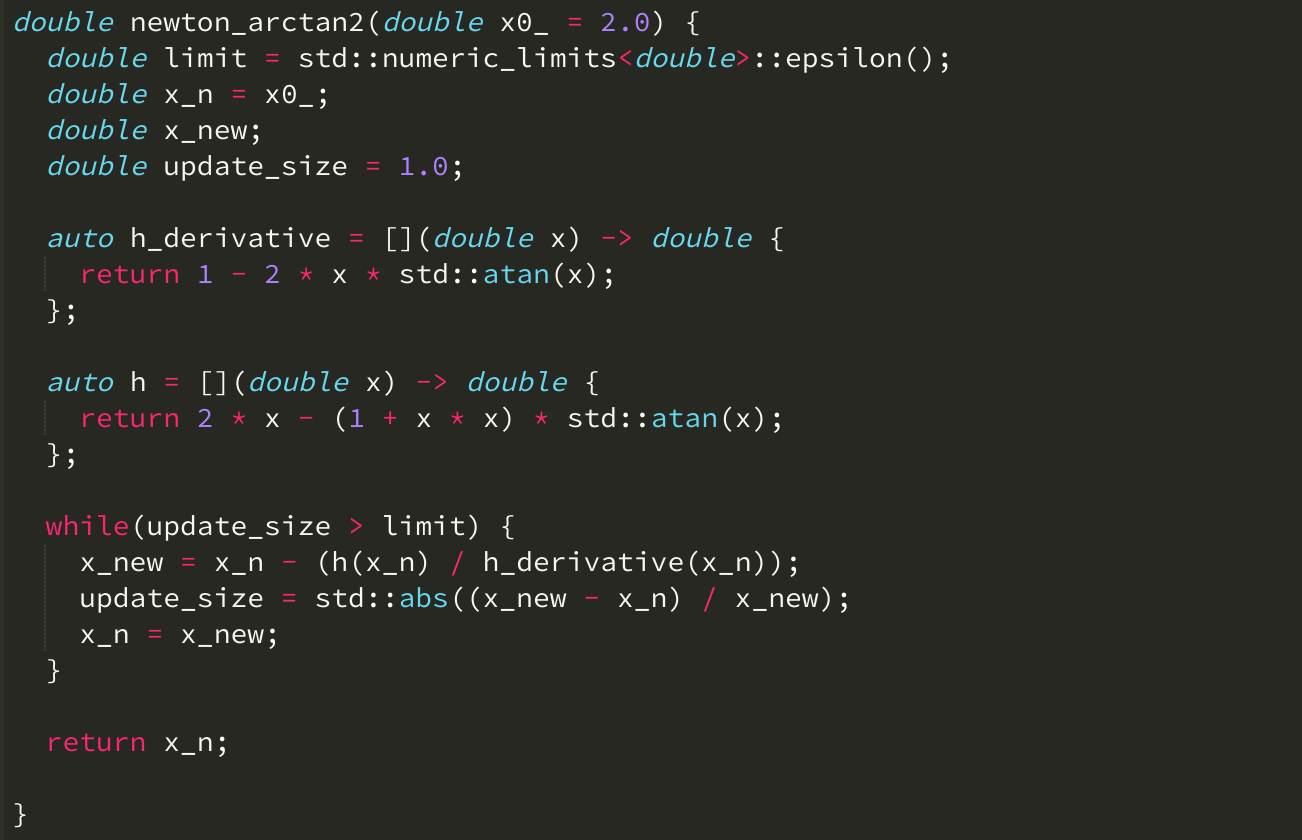 double newton_arctan2(double x0_ = 2.0) {
  double limit = std::numeric_limits<double>::epsilon();
  double x_n = x0_;
  double x_new;
  double update_size = 1.0;

  auto h_derivative = [](double x) -> double {
    return 1 - 2 * x * std::atan(x);
  };

  auto h = [](double x) -> double {
    return 2 * x - (1 + x * x) * std::atan(x);
  };

  while(update_size > limit) {
    x_new = x_n - (h(x_n) / h_derivative(x_n));
    update_size = std::abs((x_new - x_n) / x_new);
    x_n = x_new;
  }

  return x_n;

}